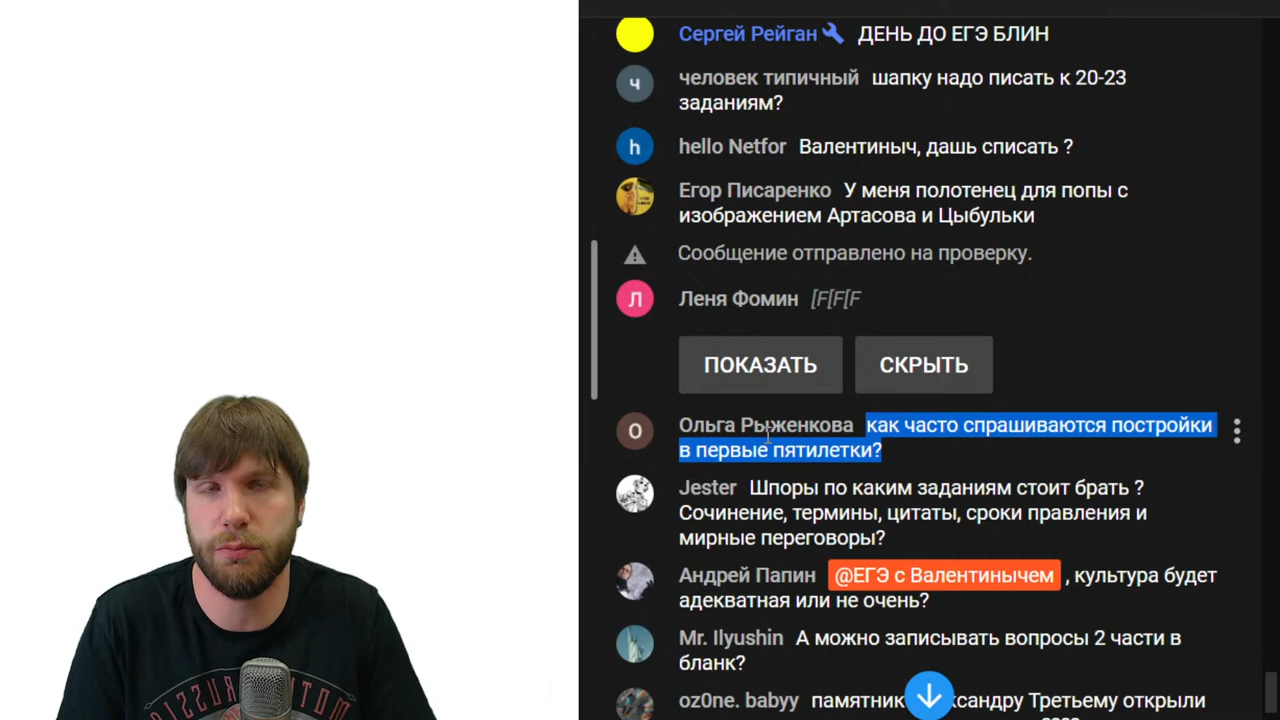 Сергей Рейган ДЕНЬ ДО ЕГЭ БЛИН
ч
человек типичный шапку надо писать к 20-23
заданиям?
h
hello Netfor Валентиныч, дашь списать ?
Егор Писаренко У меня полотенец для попы с
изображением Артасова и Цыбульки
Сообщение отправлено на проверку.
Л
Леня Фомин [F[F[F
ПОКАЗАТЬ СКРЫТЬ
О
Ольга Рыженкова как часто спрашиваются постройки
в первые пятилетки?
Jester Шпоры по каким заданиям стоит брать ?
Сочинение, термины, цитаты, сроки правления и
мирные переговоры?
Андрей Папин @ЕГЭ с Валентинычем , культура будет
адекватная или не очень?
Mr. Ilyushin А можно записывать вопросы 2 части в
бланк?
oz0ne. babyy памятник Третьему открыли